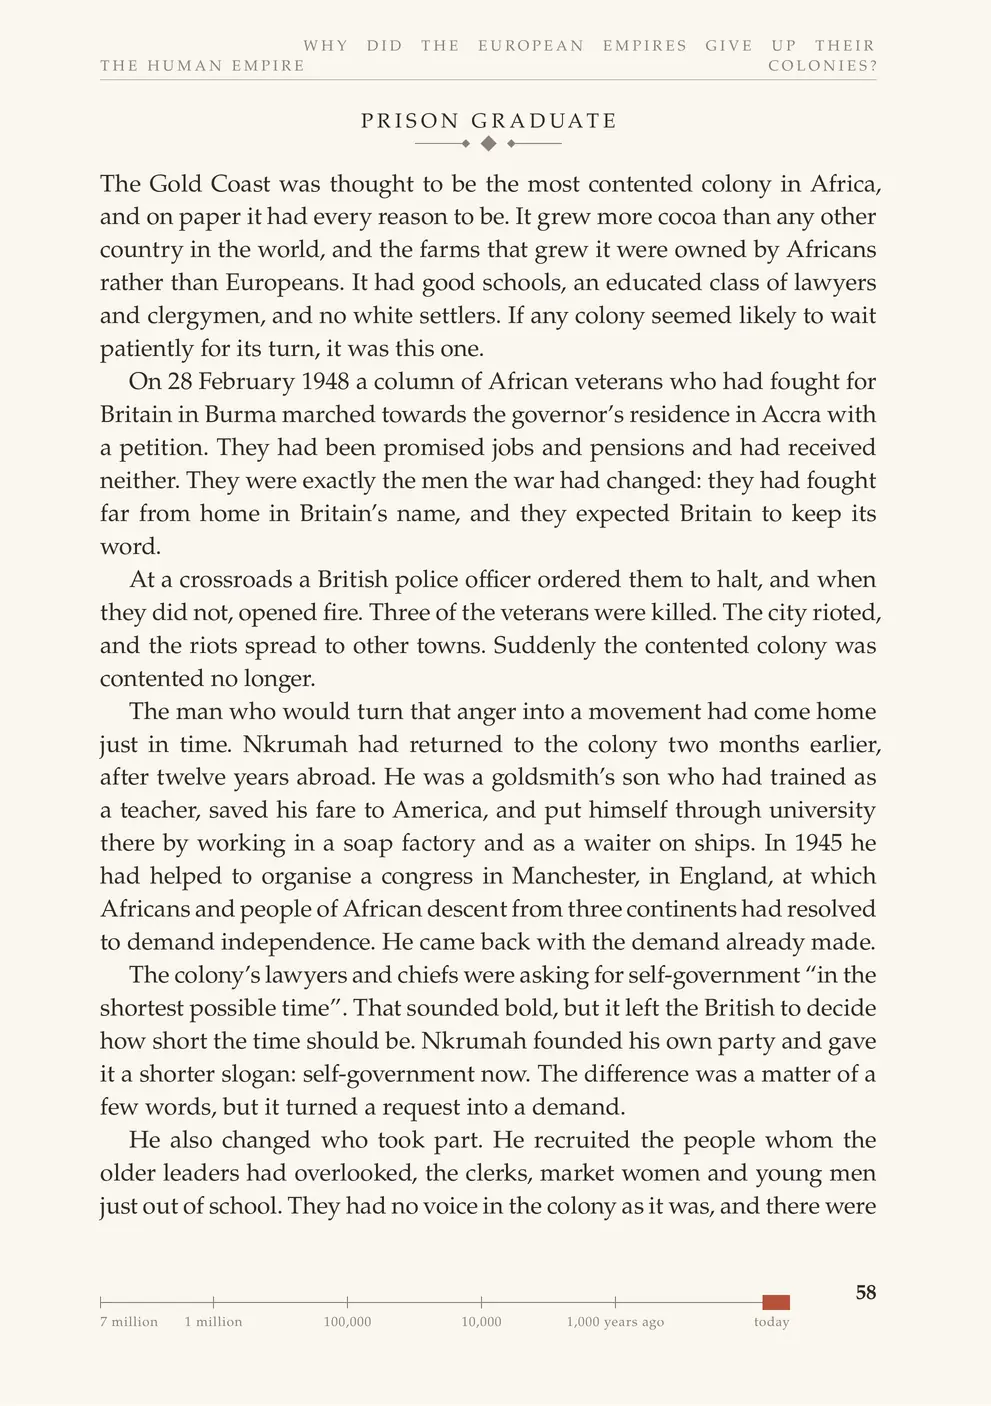 WHY DID THE EUROPEAN EMPIRES GIVE UP THEIR
THE HUMAN EMPIRE COLONIES?
PRISON GRADUATE
The Gold Coast was thought to be the most contented colony in Africa,
and on paper it had every reason to be. It grew more cocoa than any other
country in the world, and the farms that grew it were owned by Africans
rather than Europeans. It had good schools, an educated class of lawyers
and clergymen, and no white settlers. If any colony seemed likely to wait
patiently for its turn, it was this one.
On 28 February 1948 a column of African veterans who had fought for
Britain in Burma marched towards the governor’s residence in Accra with
a petition. They had been promised jobs and pensions and had received
neither. They were exactly the men the war had changed: they had fought
far from home in Britain’s name, and they expected Britain to keep its
word.
At a crossroads a British police officer ordered them to halt, and when
they did not, opened fire. Three of the veterans were killed. The city rioted,
and the riots spread to other towns. Suddenly the contented colony was
contented no longer.
The man who would turn that anger into a movement had come home
just in time. Nkrumah had returned to the colony two months earlier,
after twelve years abroad. He was a goldsmith’s son who had trained as
a teacher, saved his fare to America, and put himself through university
there by working in a soap factory and as a waiter on ships. In 1945 he
had helped to organise a congress in Manchester, in England, at which
Africans and people of African descent from three continents had resolved
to demand independence. He came back with the demand already made.
The colony’s lawyers and chiefs were asking for self-government “in the
shortest possible time”. That sounded bold, but it left the British to decide
how short the time should be. Nkrumah founded his own party and gave
it a shorter slogan: self-government now. The difference was a matter of a
few words, but it turned a request into a demand.
He also changed who took part. He recruited the people whom the
older leaders had overlooked, the clerks, market women and young men
just out of school. They had no voice in the colony as it was, and there were
58
7 million 1 million 100,000 10,000 1,000 years ago today